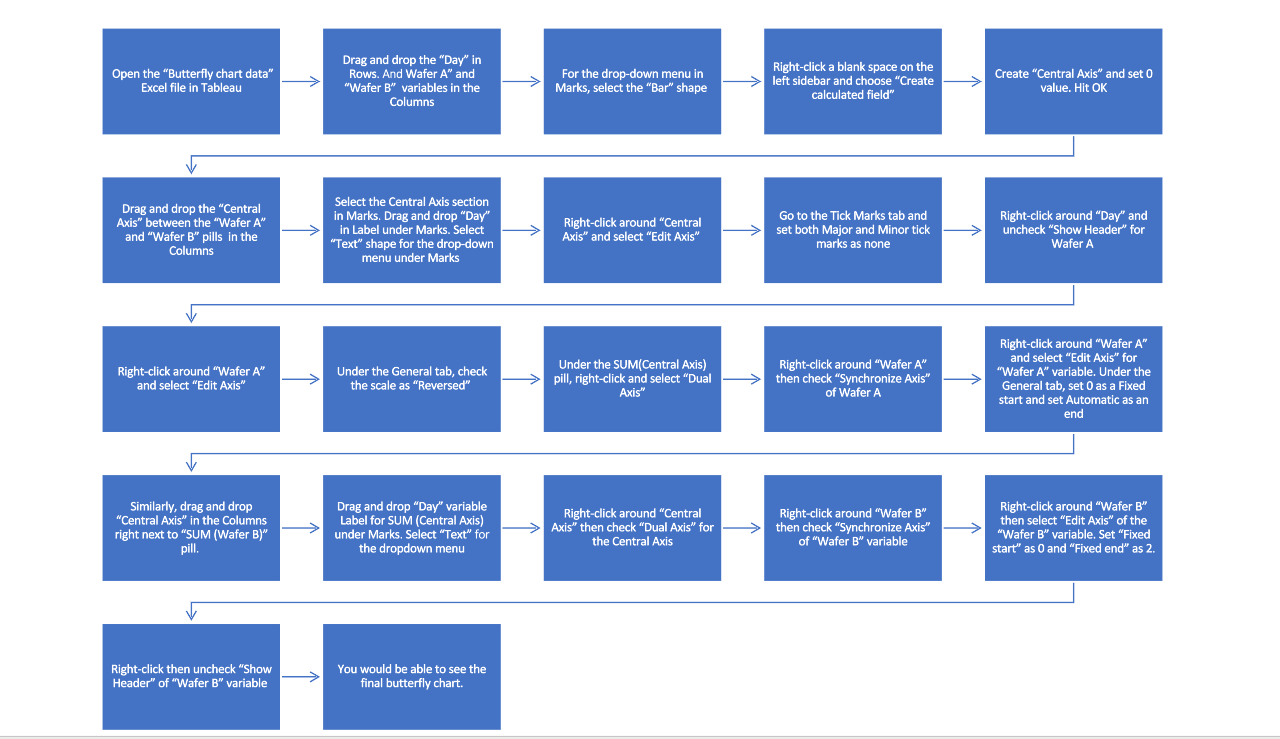 Open the “Butterfly chart data”
Excel file in Tableau
Drag and drop the “Day” in
Rows. And Wafer A” and
“Wafer B”  variables in the
Columns
For the drop-down menu in
Marks, select the “Bar” shape
Right-click a blank space on the
left sidebar and choose “Create
calculated field”
Create “Central Axis” and set 0
value. Hit OK
Drag and drop the “Central
Axis” between the “Wafer A”
and “Wafer B” pills  in the
Columns
Select the Central Axis section
in Marks. Drag and drop “Day”
in Label under Marks. Select
“Text” shape for the drop-down
menu under Marks
Right-click around “Central
Axis” and select “Edit Axis”
Go to the Tick Marks tab and
set both Major and Minor tick
marks as none
Right-click around “Day” and
uncheck “Show Header” for
Wafer A
Right-click around “Wafer A”
and select “Edit Axis”
Under the General tab, check
the scale as “Reversed”
Under the SUM(Central Axis)
pill, right-click and select “Dual
Axis”
Right-click around “Wafer A”
then check “Synchronize Axis”
of Wafer A
Right-click around “Wafer A”
and select “Edit Axis” for
“Wafer A” variable. Under the
General tab, set 0 as a Fixed
start and set Automatic as an
end
Similarly, drag and drop
“Central Axis” in the Columns
right next to “SUM (Wafer B)”
pill.
Drag and drop “Day” variable
Label for SUM (Central Axis)
under Marks. Select “Text” for
the dropdown menu
Right-click around “Central
Axis” then check “Dual Axis” for
the Central Axis
Right-click around “Wafer B”
then check “Synchronize Axis”
of “Wafer B” variable
Right-click around “Wafer B”
then select “Edit Axis” of the
“Wafer B” variable. Set “Fixed
start” as 0 and “Fixed end” as 2.
Right-click then uncheck “Show
Header” of “Wafer B” variable
You would be able to see the
final butterfly chart.